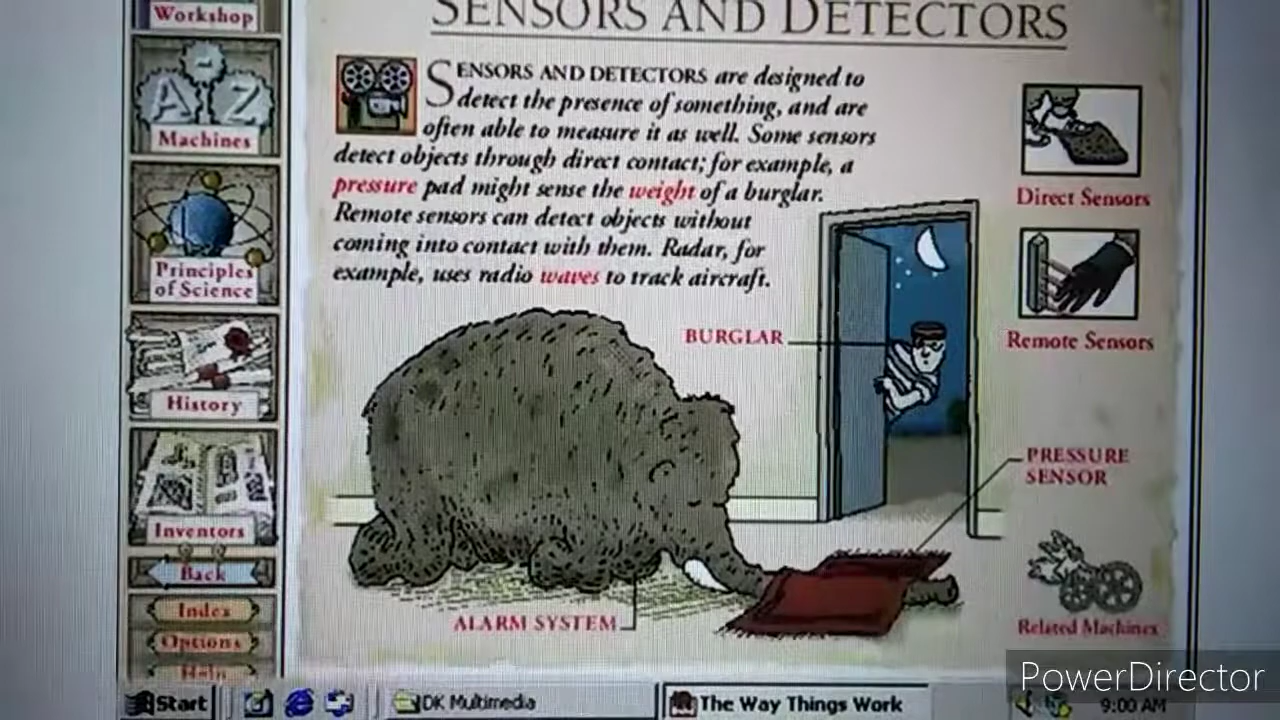 SENSORS AND DETECTORS
Workshop
Machines
Principles
of Science
History
Inventors
Back
Index
Options
Help
SENSORS AND DETECTORS are designed to
detect the presence of something, and are
often able to measure it as well. Some sensors
detect objects through direct contact; for example, a
pressure pad might sense the weight of a burglar.
Remote sensors can detect objects without
coming into contact with them. Radar, for
example, uses radio waves to track aircraft.
Direct Sensors
Remote Sensors
BURGLAR
PRESSURE
SENSOR
ALARM SYSTEM
Related Machines
PowerDirector
Start
DK Multimedia
The Way Things Work
9:00 AM
A Z